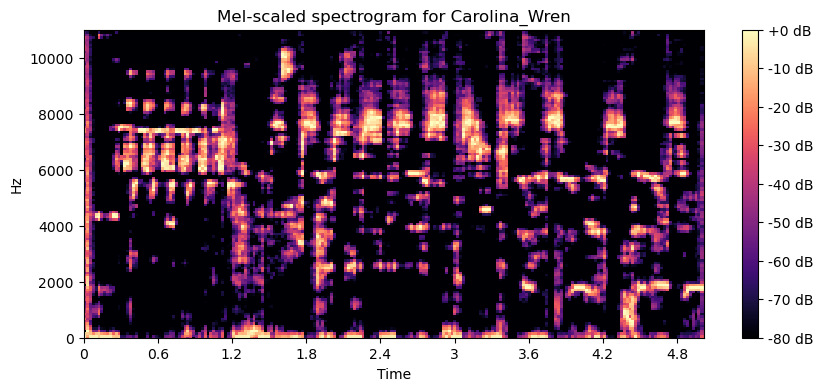 Mel-scaled spectrogram for Carolina_Wren
Hz
10000
8000
6000
4000
2000
0
0 0.6 1.2 1.8 2.4 3 3.6 4.2 4.8
Time
+0 dB
-10 dB
-20 dB
-30 dB
-40 dB
-50 dB
-60 dB
-70 dB
-80 dB